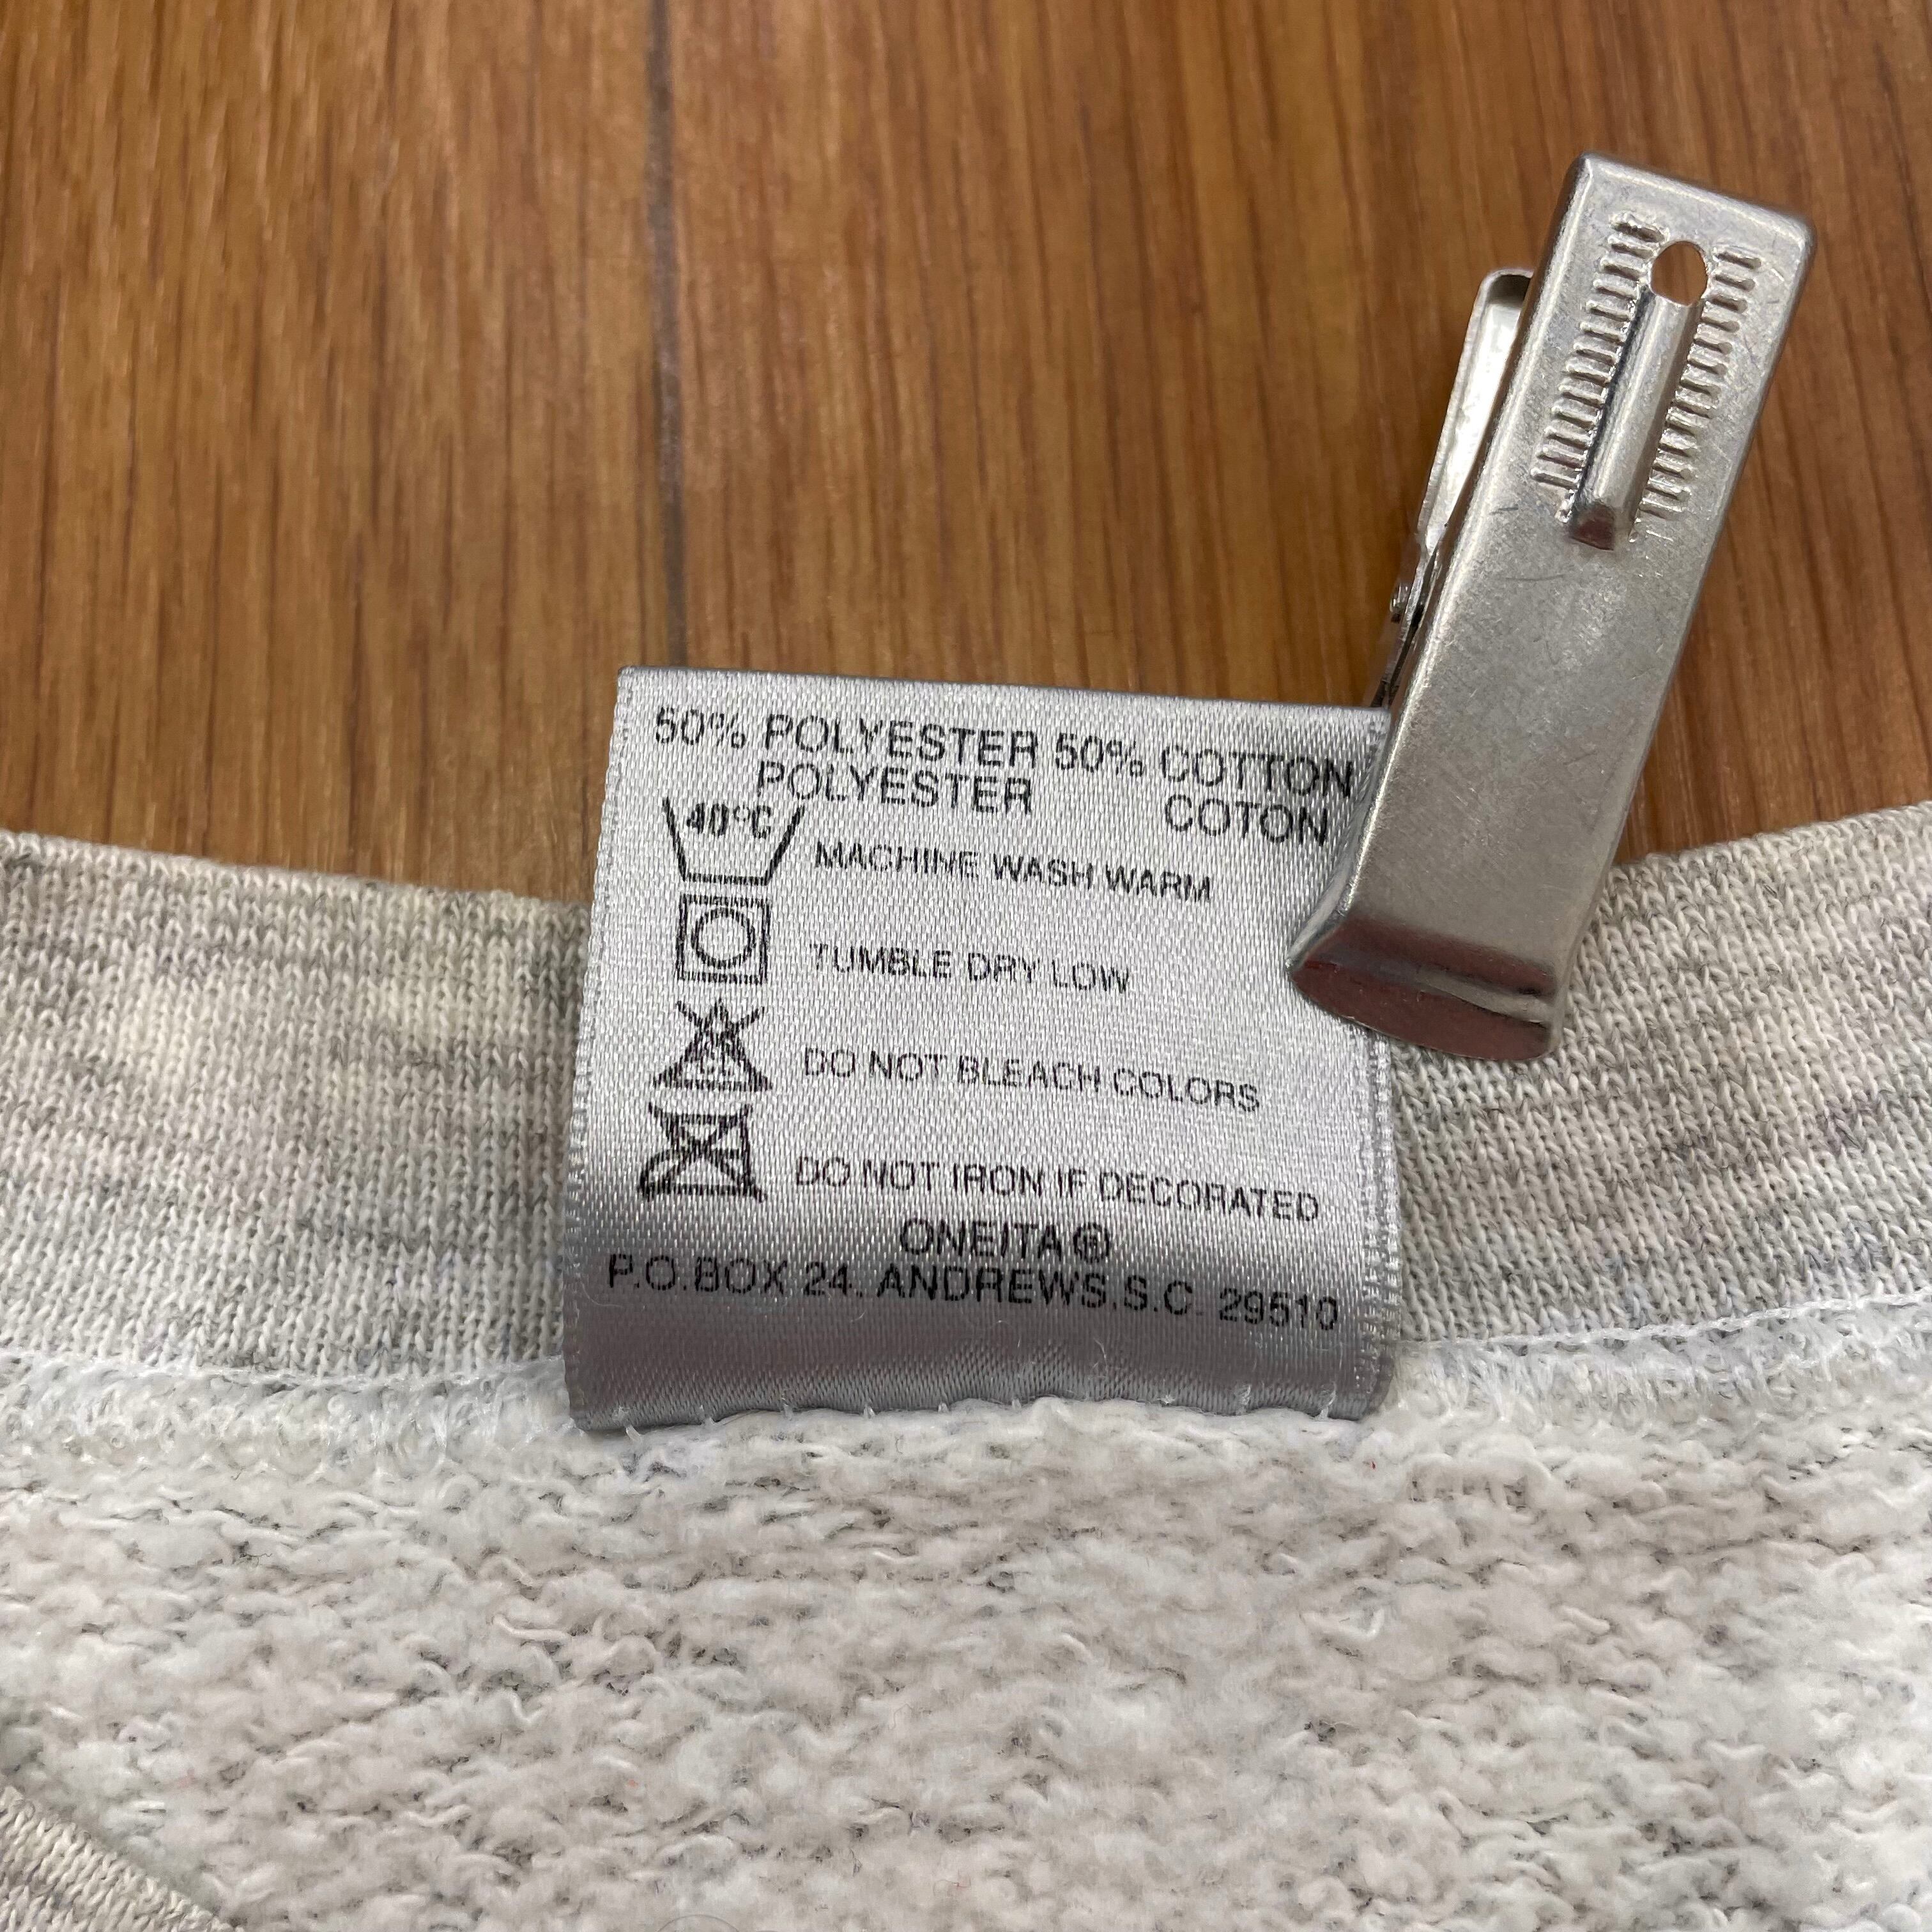 50% POLYESTER 50% COTTON
POLYESTER COTON
40°C
MACHINE WASH WARM
TUMBLE DRY LOW
DO NOT BLEACH COLORS
DO NOT IRON IF DECORATED
ONEITA®
P.O.BOX 24. ANDREWS,S.C. 29510